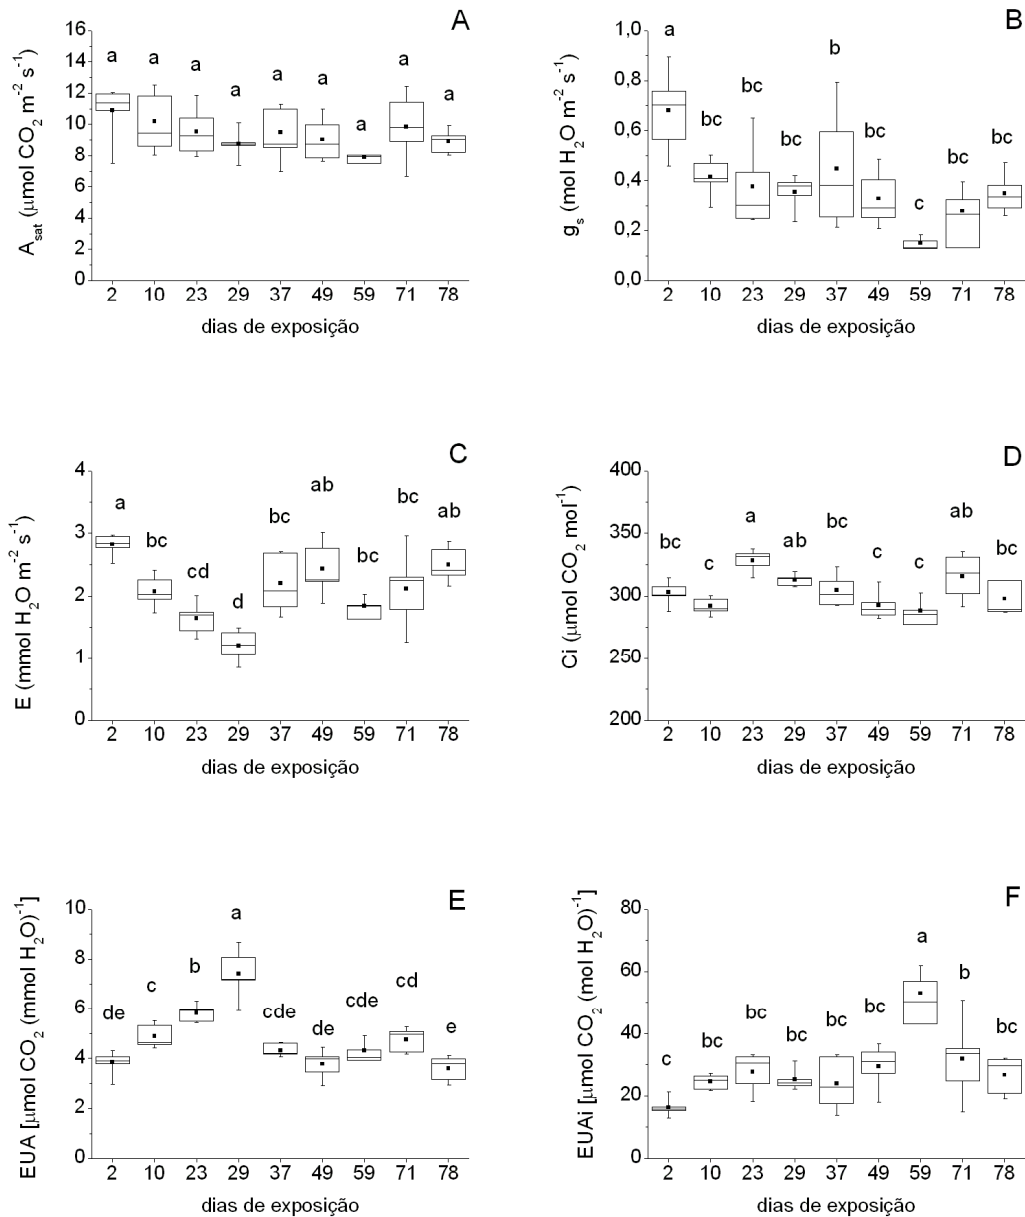 A
A_sat (μmol CO₂ m⁻² s⁻¹)
16
14
12
10
8
6
4
2
0
a a a a a a a a a
2 10 23 29 37 49 59 71 78
dias de exposição
B
g_s (mol H₂O m⁻² s⁻¹)
1,0
0,8
0,6
0,4
0,2
0,0
a bc bc bc b bc c bc bc
2 10 23 29 37 49 59 71 78
dias de exposição
C
E (mmol H₂O m⁻² s⁻¹)
4
3
2
1
0
a bc cd d bc ab bc bc ab
2 10 23 29 37 49 59 71 78
dias de exposição
D
Ci (μmol CO₂ mol⁻¹)
400
350
300
250
200
bc c a ab bc c c ab bc
2 10 23 29 37 49 59 71 78
dias de exposição
E
EUA [μmol CO₂ (mmol H₂O)⁻¹]
10
8
6
4
2
0
de c b a cde de cde cd e
2 10 23 29 37 49 59 71 78
dias de exposição
F
EUAi [μmol CO₂ (mol H₂O)⁻¹]
80
60
40
20
0
c bc bc bc bc bc a b bc
2 10 23 29 37 49 59 71 78
dias de exposição